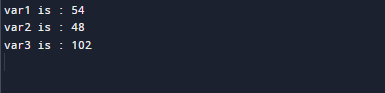 var1 is : 54
var2 is : 48
var3 is : 102